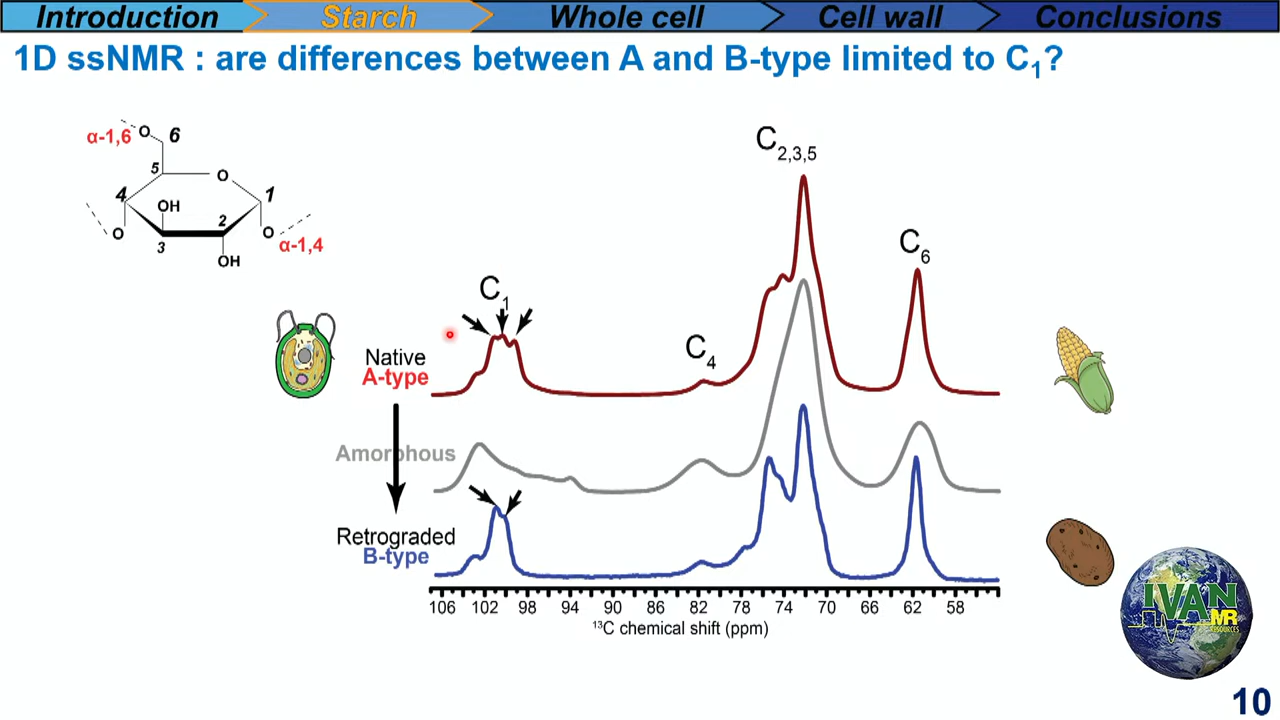 Introduction
Starch
Whole cell
Cell wall
Conclusions
1D ssNMR : are differences between A and B-type limited to C1?
α-1,6
O
6
5
O
4
OH
1
2
O
3
O
α-1,4
OH
C2,3,5
C6
C1
C4
Native
A-type
Amorphous
Retrograded
B-type
106 102 98 94 90 86 82 78 74 70 66 62 58
13C chemical shift (ppm)
IVAN
MR
RESOURCES
10